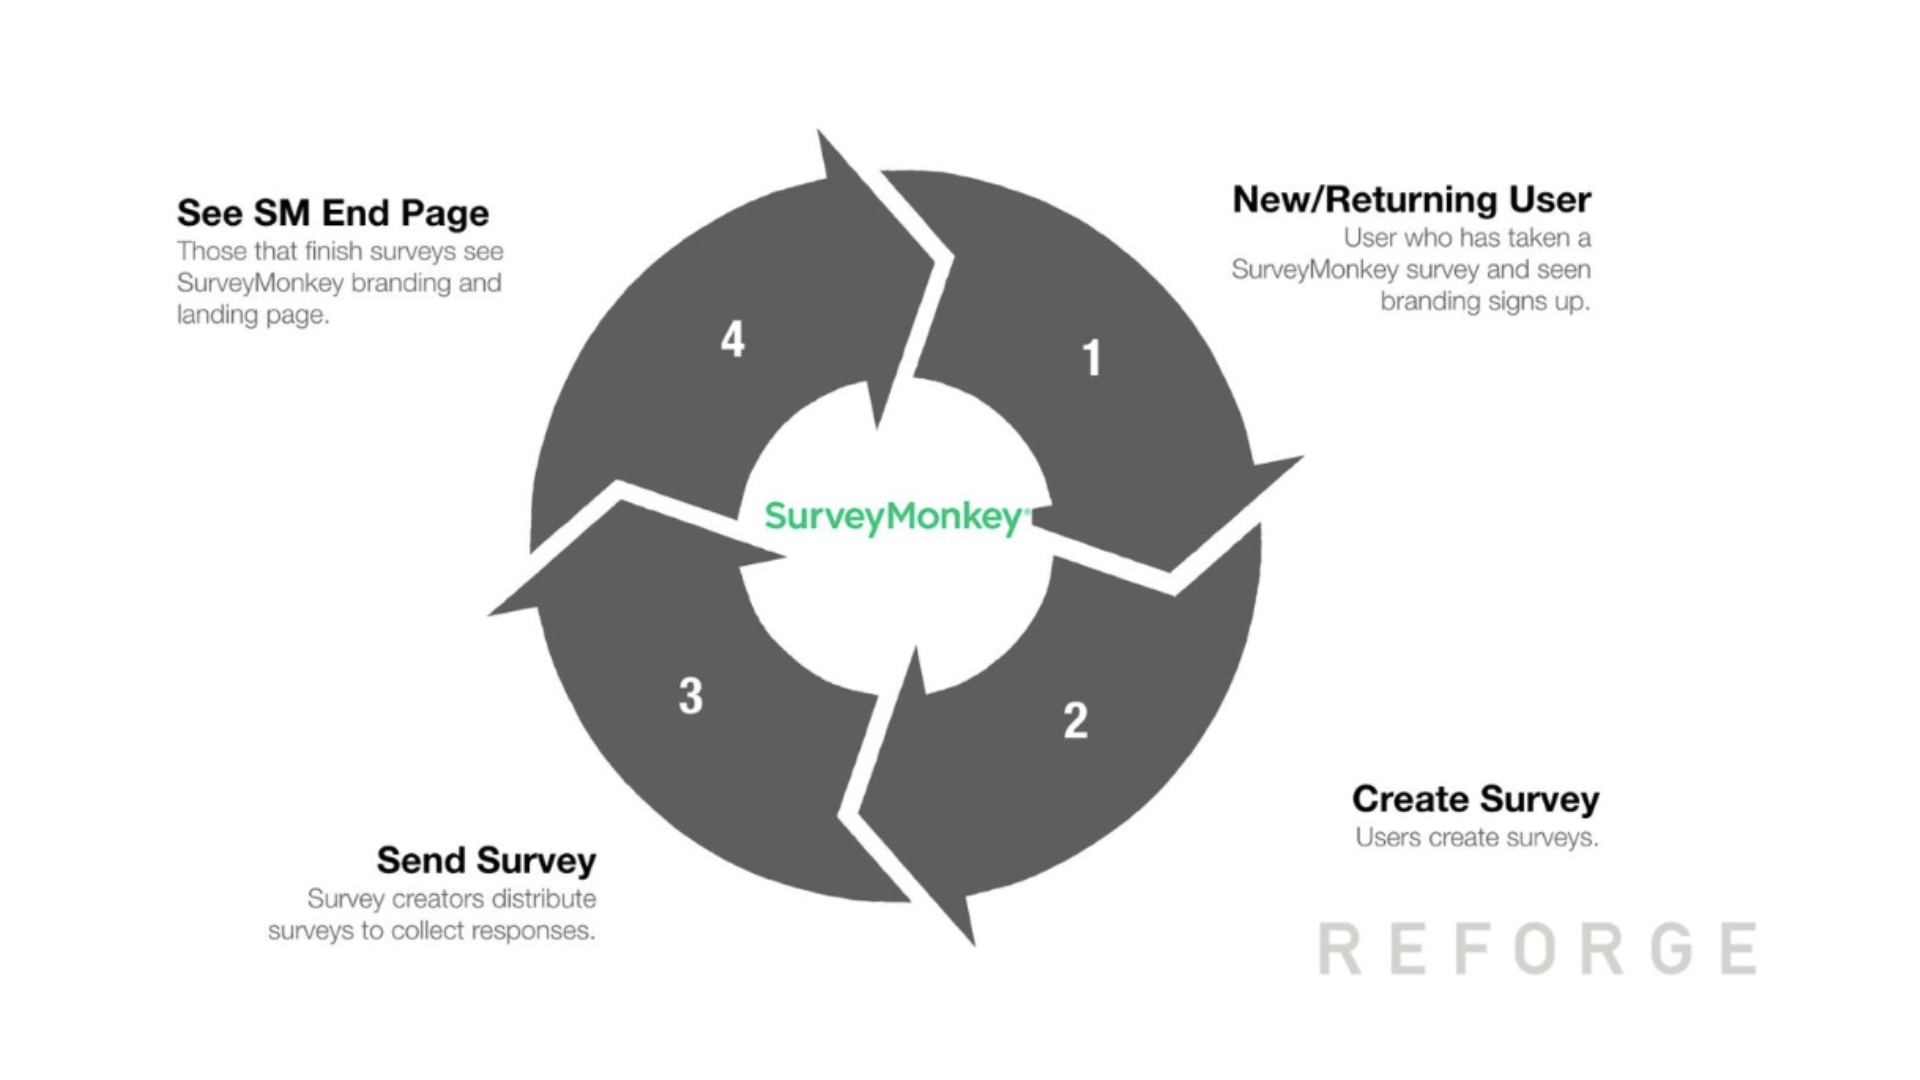 See SM End Page
Those that finish surveys see
SurveyMonkey branding and
landing page.
New/Returning User
User who has taken a
SurveyMonkey survey and seen
branding signs up.
4
1
SurveyMonkey
3
2
Send Survey
Survey creators distribute
surveys to collect responses.
Create Survey
Users create surveys.
REFORGE